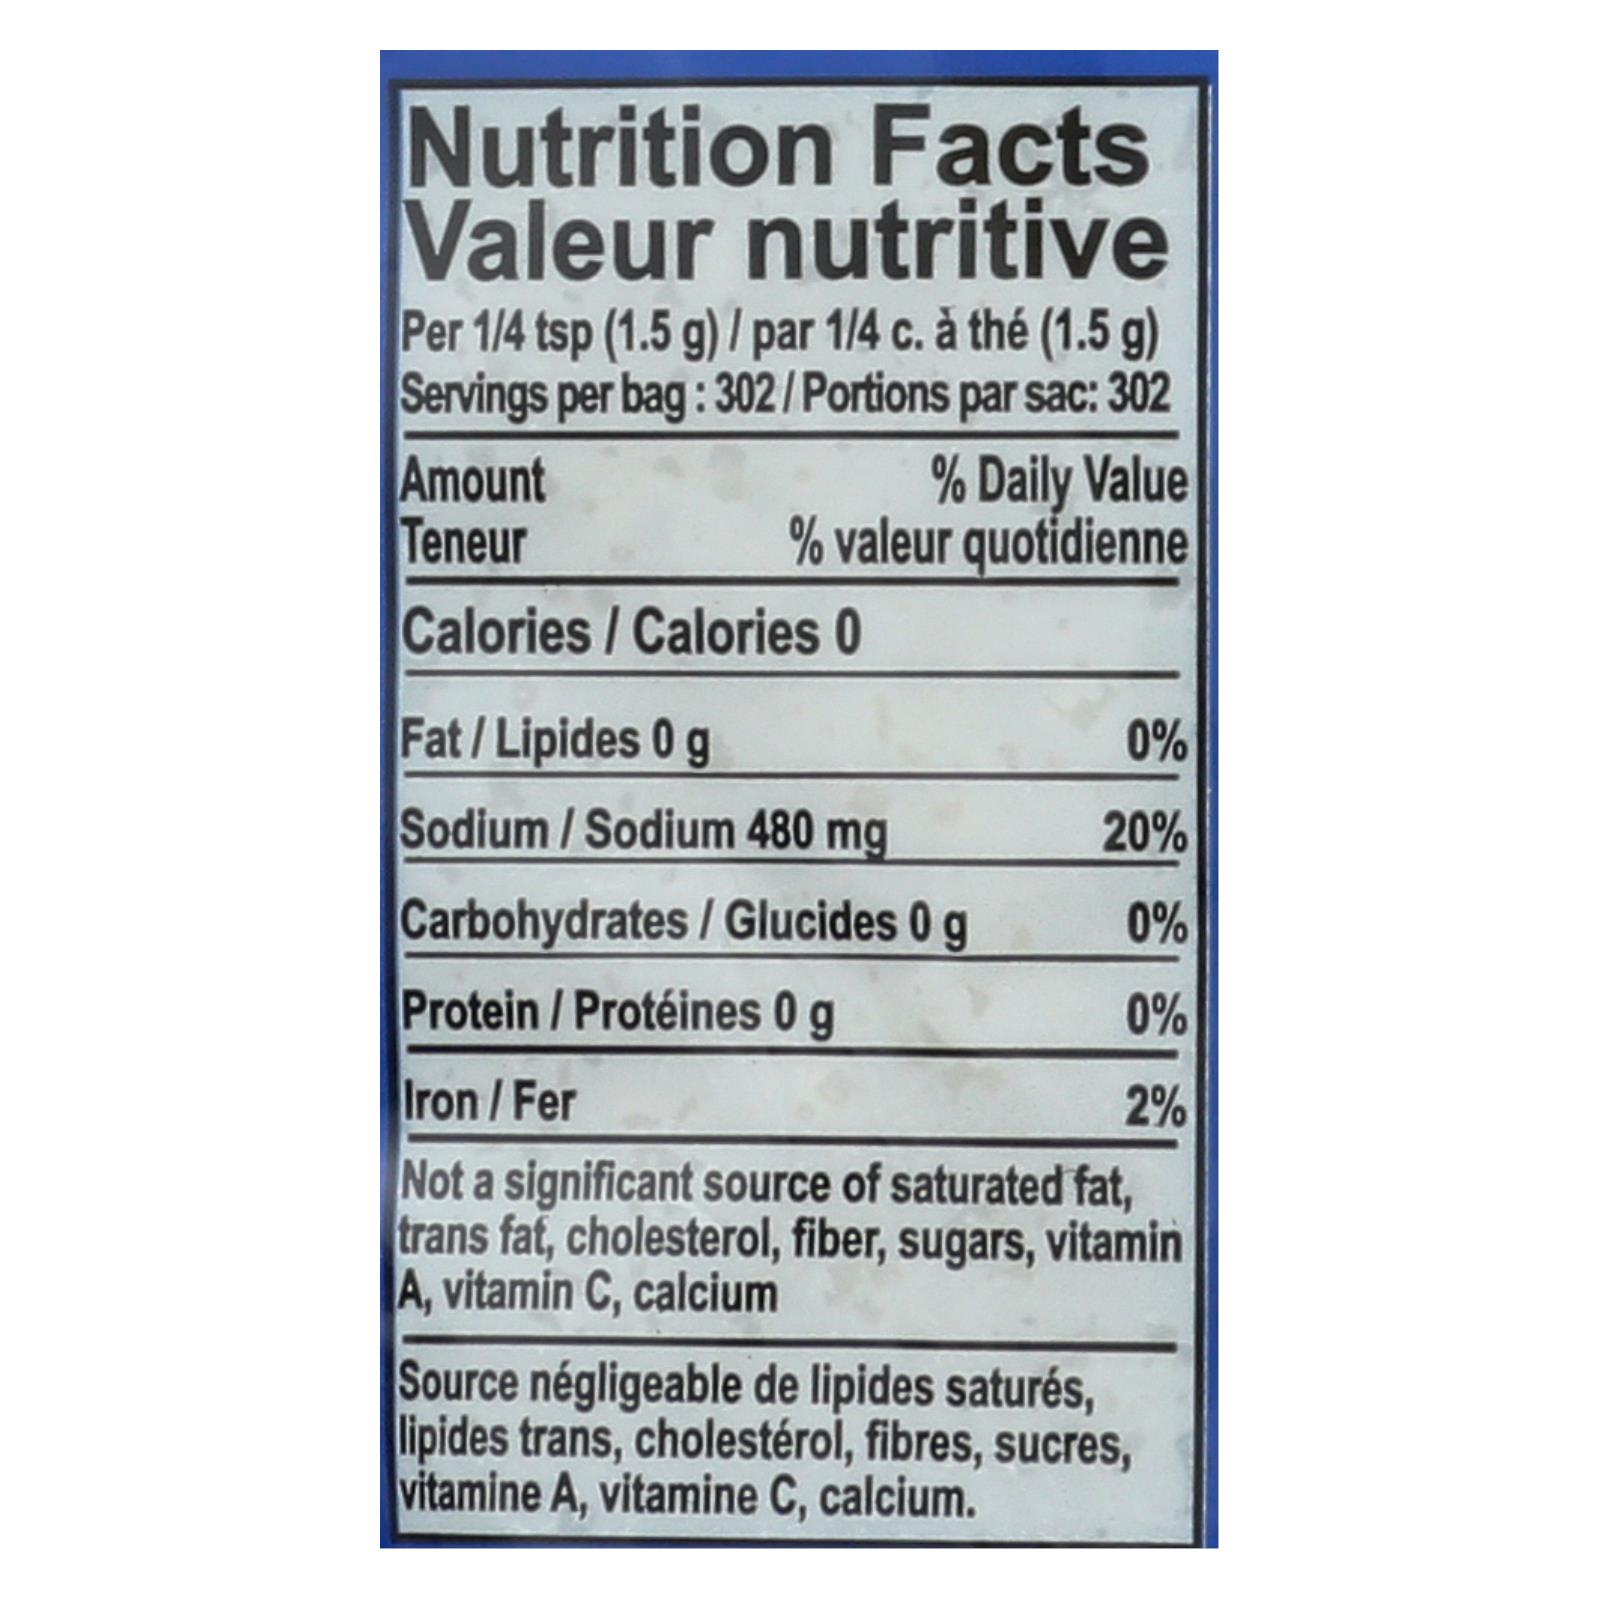 Nutrition Facts
Valeur nutritive
Per 1/4 tsp (1.5 g) / par 1/4 c. à thé (1.5 g)
Servings per bag : 302 / Portions par sac: 302
Amount % Daily Value
Teneur % valeur quotidienne
Calories / Calories 0
Fat / Lipides 0 g 0%
Sodium / Sodium 480 mg 20%
Carbohydrates / Glucides 0 g 0%
Protein / Protéines 0 g 0%
Iron / Fer 2%
Not a significant source of saturated fat,
trans fat, cholesterol, fiber, sugars, vitamin
A, vitamin C, calcium
Source négligeable de lipides saturés,
lipides trans, cholestérol, fibres, sucres,
vitamine A, vitamine C, calcium.